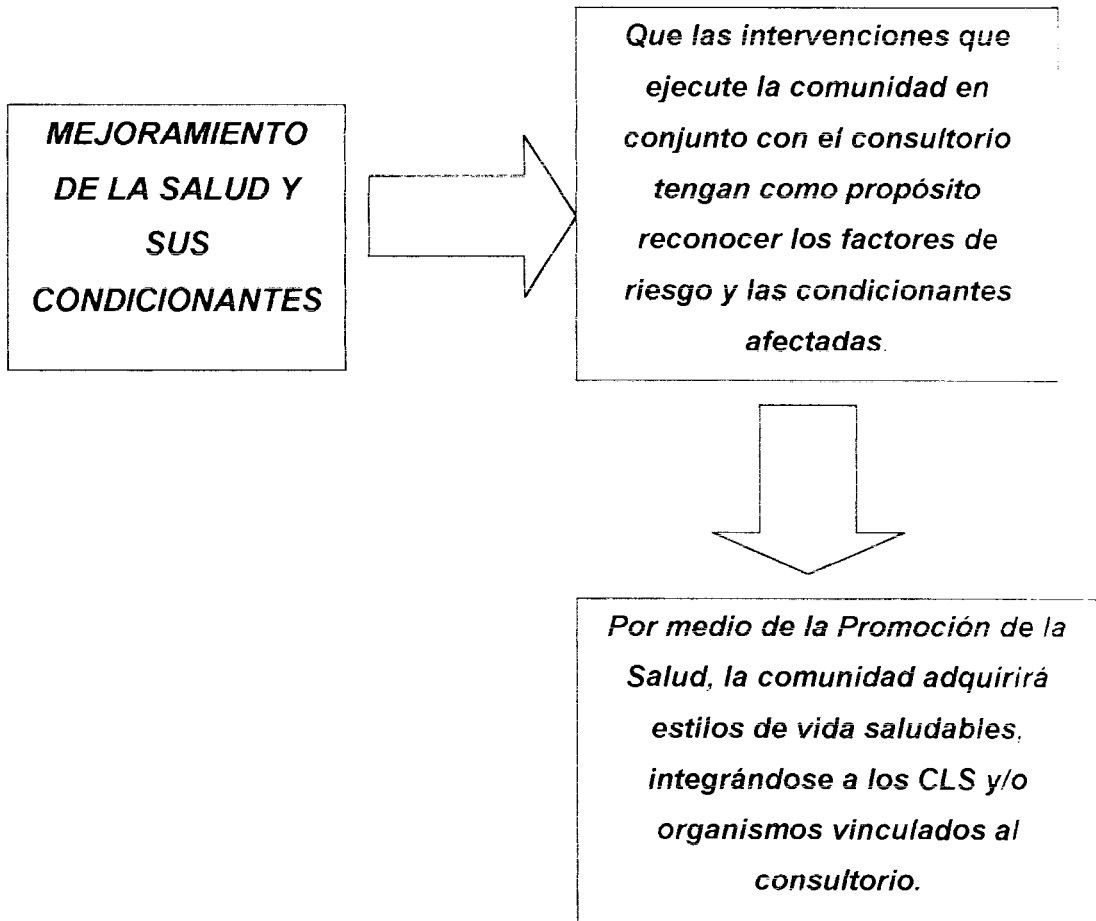 MEJORAMIENTO
DE LA SALUD Y
SUS
CONDICIONANTES
Que las intervenciones que
ejecute la comunidad en
conjunto con el consultorio
tengan como propósito
reconocer los factores de
riesgo y las condicionantes
afectadas.
Por medio de la Promoción de la
Salud, la comunidad adquirirá
estilos de vida saludables,
integrándose a los CLS y/o
organismos vinculados al
consultorio.